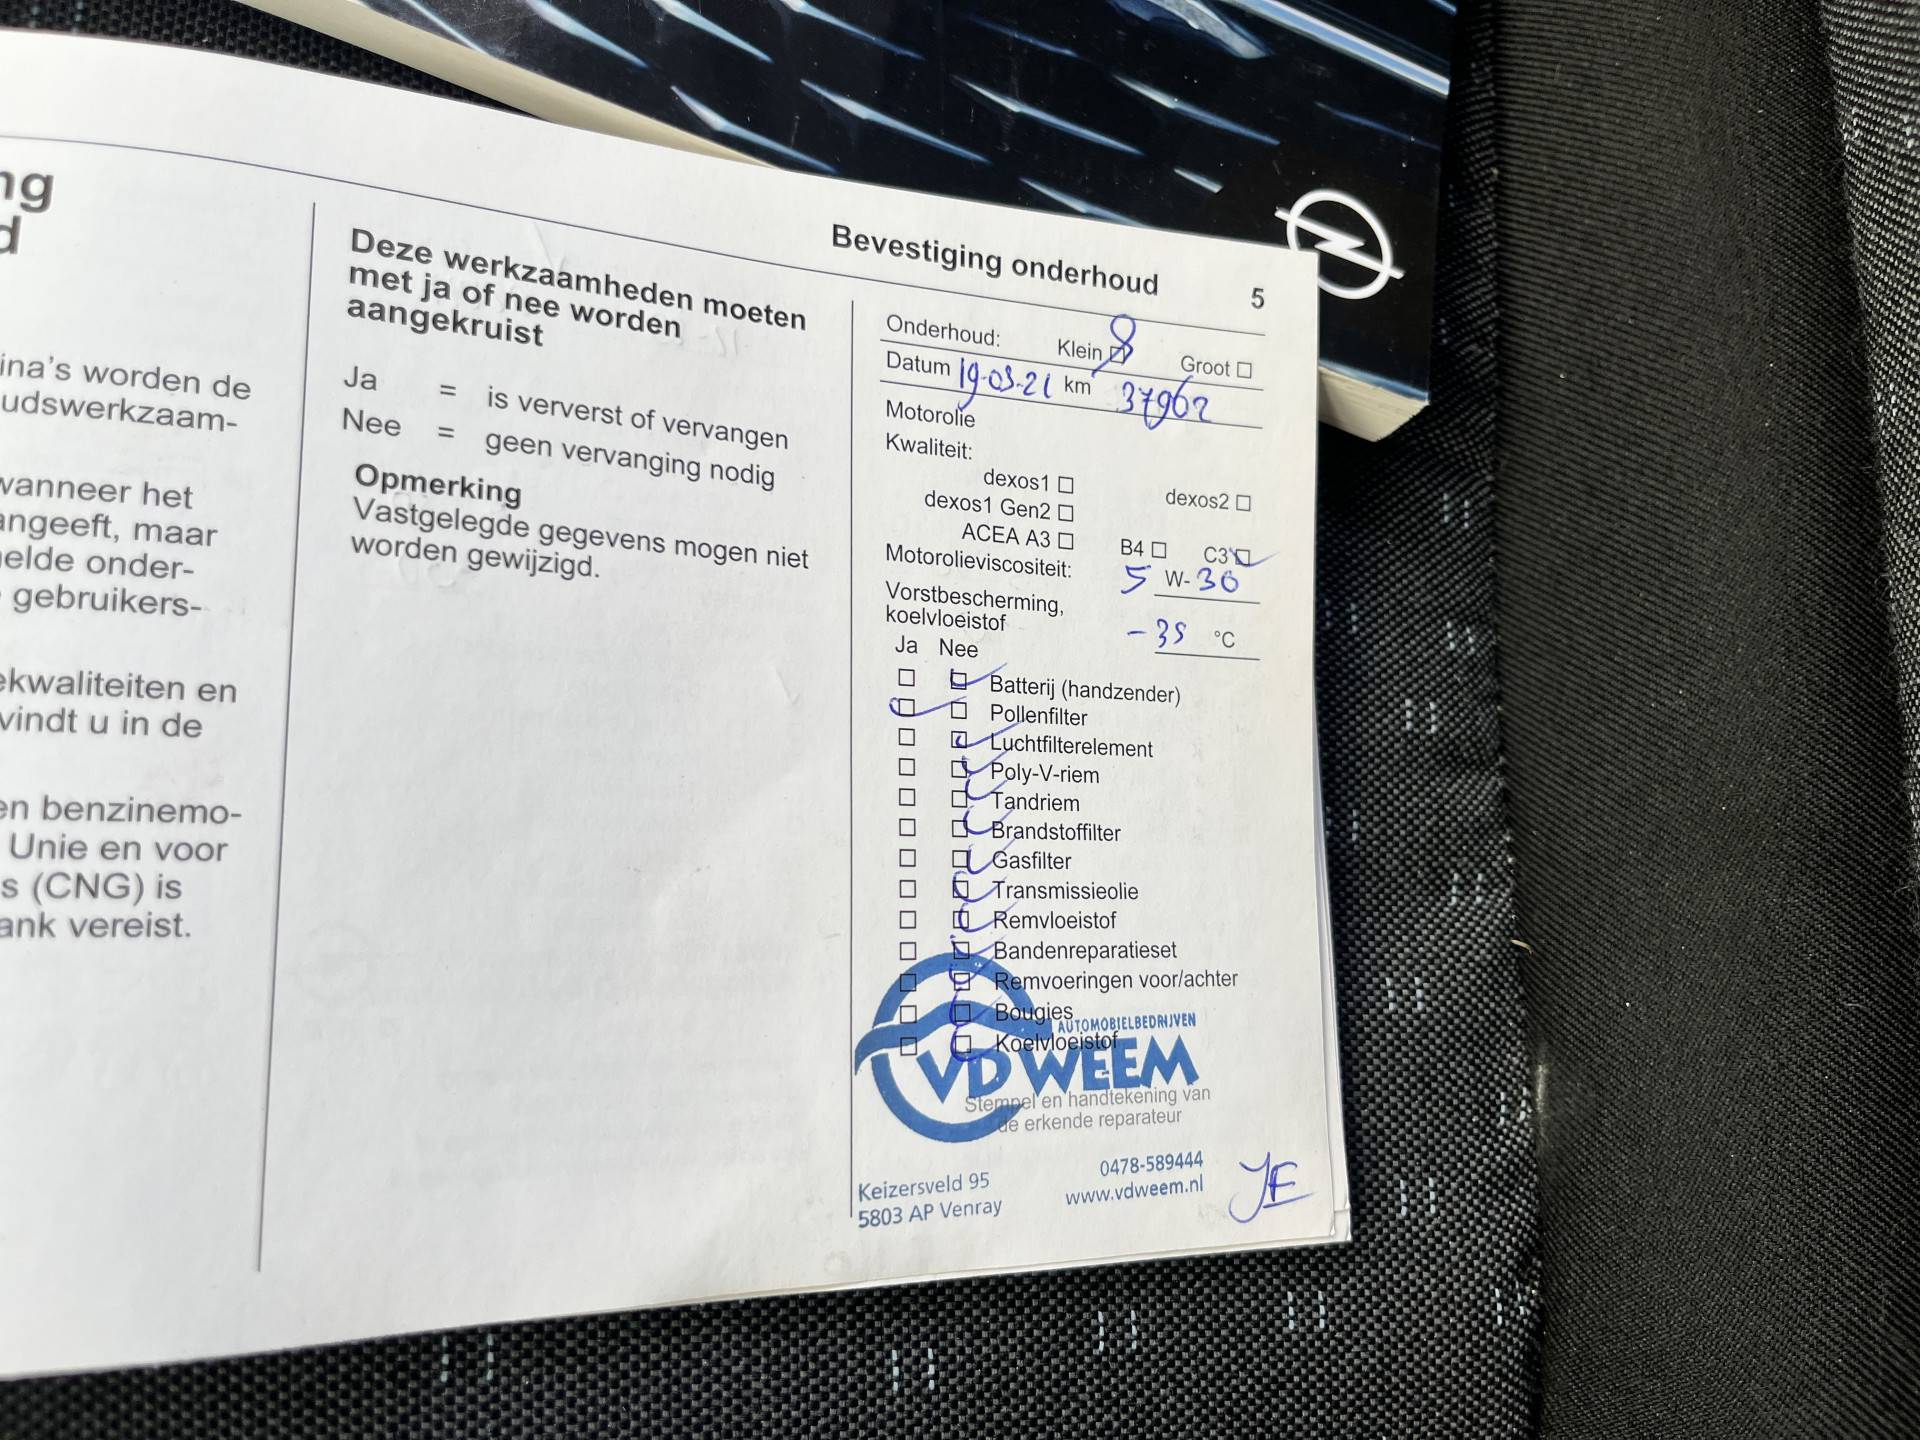 ng
d
ina's worden de
udswerkzaam-
wanneer het
angeeft, maar
elde onder-
gebruikers-
ekwaliteiten en
vindt u in de
en benzinemo-
Unie en voor
s (CNG) is
ank vereist.
Deze werkzaamheden moeten
met ja of nee worden
aangekruist
Ja = is ververst of vervangen
Nee = geen vervanging nodig
Opmerking
Vastgelegde gegevens mogen niet
worden gewijzigd.
Bevestiging onderhoud 5
Onderhoud: Klein Groot
Datum 19-03-21 km 37962
Motorolie
Kwaliteit:
dexos1 dexos2
dexos1 Gen2
ACEA A3 B4 C3
Motorolieviscositeit: 5 W-30
Vorstbescherming,
koelvloeistof -35 °C
Ja Nee
Batterij (handzender)
Pollenfilter
Luchtfilterelement
Poly-V-riem
Tandriem
Brandstoffilter
Gasfilter
Transmissieolie
Remvloeistof
Bandenreparatieset
Remvoeringen voor/achter
Bougies
AUTOMOBIELBEDRIJVEN
Koelvloeistof
VD WEEM
Stempel en handtekening van
de erkende reparateur
0478-589444
www.vdweem.nl
Keizersveld 95
5803 AP Venray